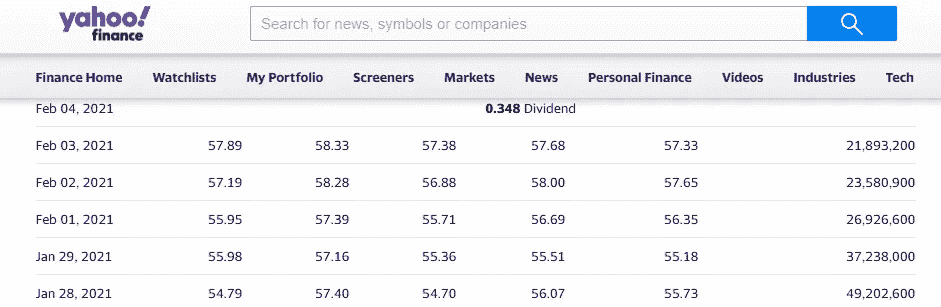 yahoo!
finance
Search for news, symbols or companies
Finance Home Watchlists My Portfolio Screeners Markets News Personal Finance Videos Industries Tech
Feb 04, 2021 0.348 Dividend
Feb 03, 2021 57.89 58.33 57.38 57.68 57.33 21,893,200
Feb 02, 2021 57.19 58.28 56.88 58.00 57.65 23,580,900
Feb 01, 2021 55.95 57.39 55.71 56.69 56.35 26,926,600
Jan 29, 2021 55.98 57.16 55.36 55.51 55.18 37,238,000
Jan 28, 2021 54.79 57.40 54.70 56.07 55.73 49,202,600